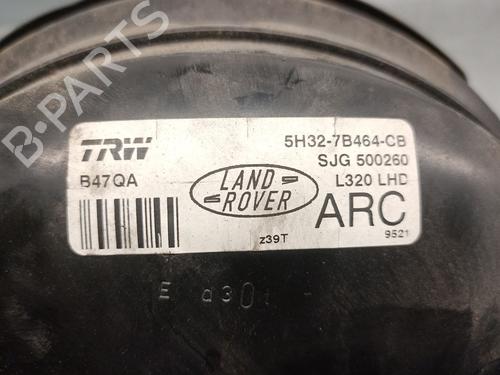 TRW
B47QA
5H32-7B464-CB
SJG 500260
L320 LHD
ARC
9521
LAND
ROVER
z39T
B-PARTS